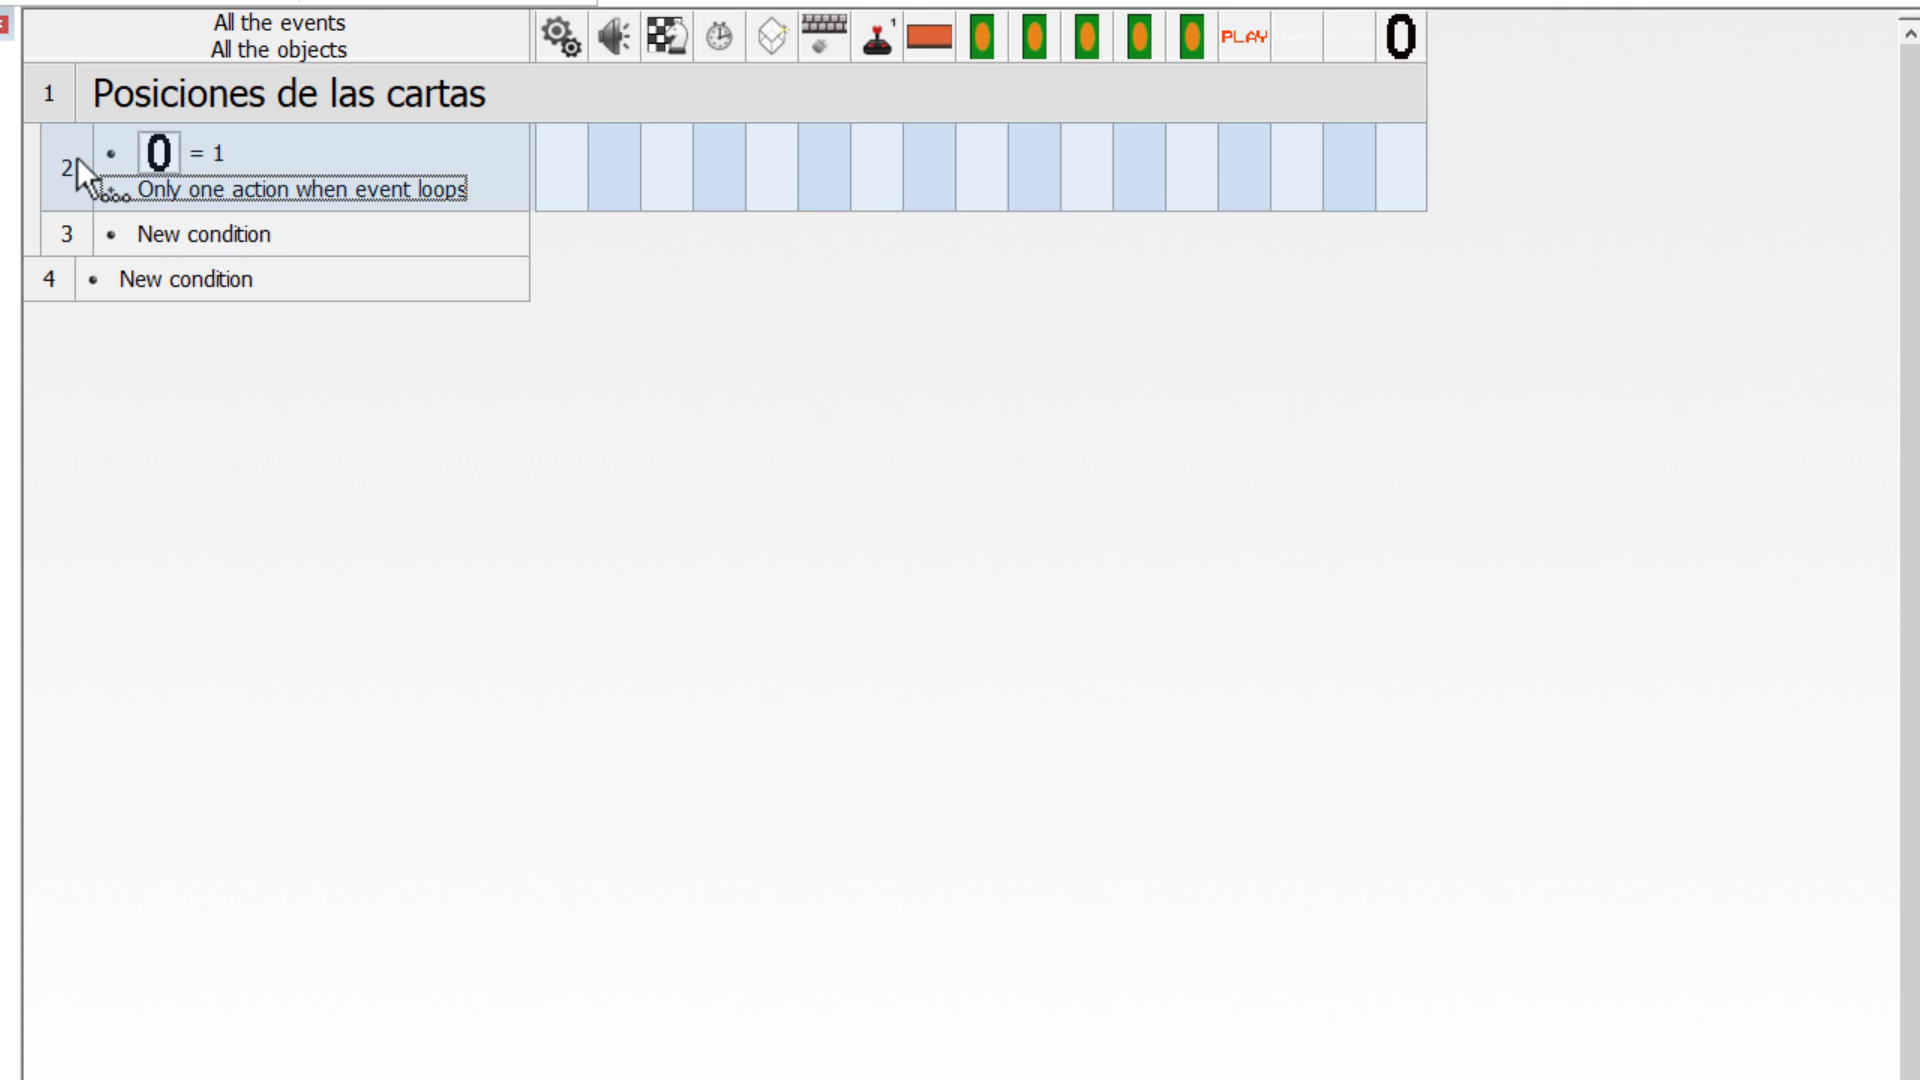 All the events
All the objects
1
PLAY
0
1 Posiciones de las cartas
2 0 = 1
Only one action when event loops
3 New condition
4 New condition